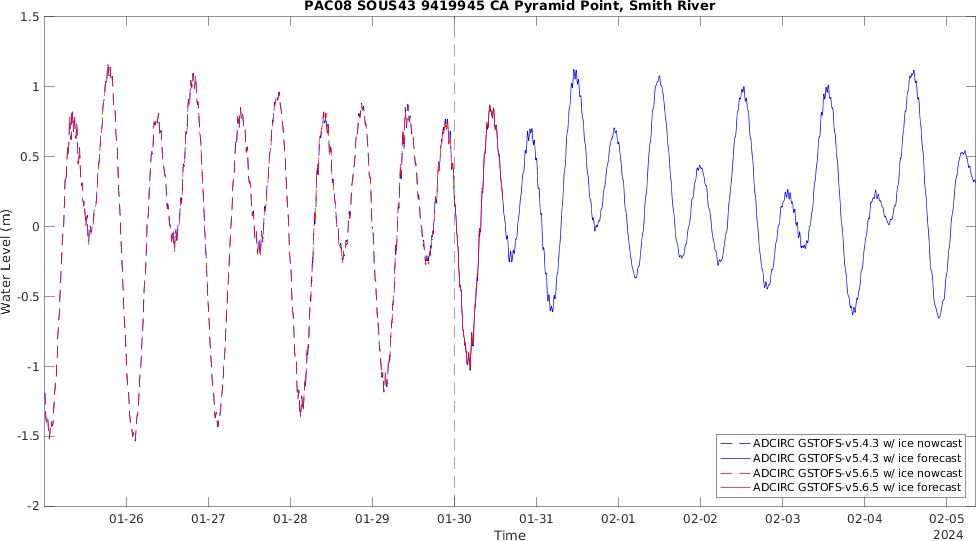 PAC08 SOUS43 9419945 CA Pyramid Point, Smith River
1.5
1
0.5
0
-0.5
-1
-1.5
-2
Water Level (m)
01-26
01-27
01-28
01-29
01-30
01-31
02-01
02-02
02-03
02-04
02-05
2024
Time
ADCIRC GSTOFS-v5.4.3 w/ ice nowcast
ADCIRC GSTOFS-v5.4.3 w/ ice forecast
ADCIRC GSTOFS-v5.6.5 w/ ice nowcast
ADCIRC GSTOFS-v5.6.5 w/ ice forecast